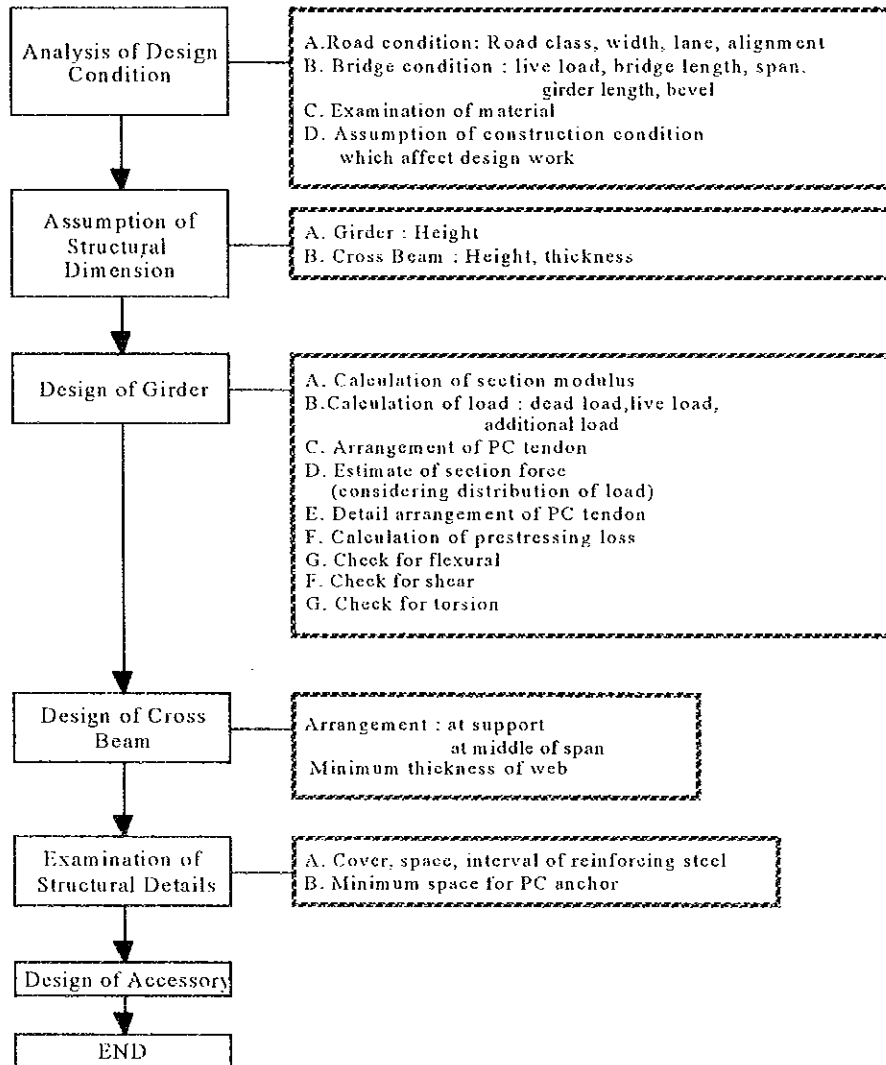 Analysis of Design
Condition
A.Road condition: Road class, width, lane, alignment
B. Bridge condition : live load, bridge length, span,
girder length, bevel
C. Examination of material
D. Assumption of construction condition
which affect design work
Assumption of
Structural
Dimension
A. Girder : Height
B. Cross Beam : Height, thickness
Design of Girder
A. Calculation of section modulus
B.Calculation of load : dead load,live load,
additional load
C. Arrangement of PC tendon
D. Estimate of section force
(considering distribution of load)
E. Detail arrangement of PC tendon
F. Calculation of prestressing loss
G. Check for flexural
F. Check for shear
G. Check for torsion
Design of Cross
Beam
Arrangement : at support
at middle of span
Minimum thickness of web
Examination of
Structural Details
A. Cover, space, interval of reinforcing steel
B. Minimum space for PC anchor
Design of Accessory
END